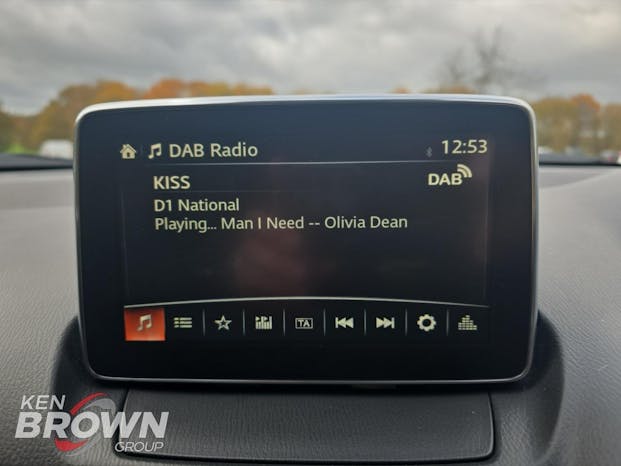 DAB Radio 12:53
KISS DAB
D1 National
Playing... Man I Need -- Olivia Dean
TA
KEN
BROWN
GROUP